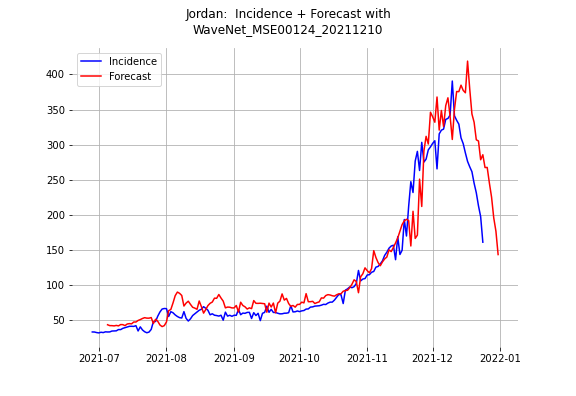 Jordan:  Incidence + Forecast with
WaveNet_MSE00124_20211210
Incidence
Forecast
400
350
300
250
200
150
100
50
2021-07 2021-08 2021-09 2021-10 2021-11 2021-12 2022-01